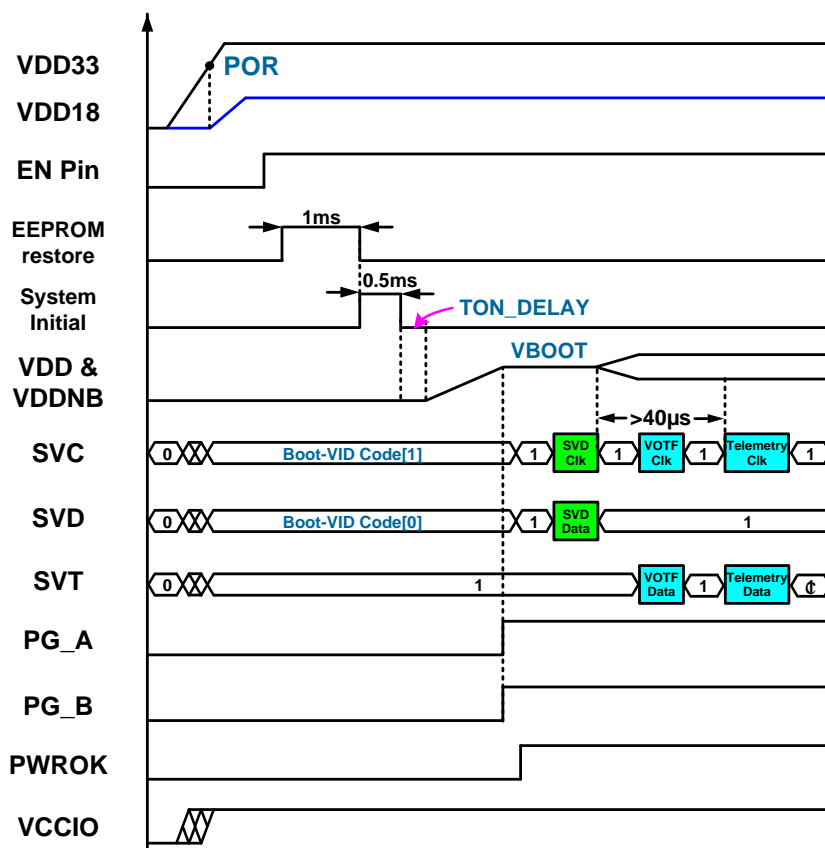 VDD33
POR
VDD18
EN Pin
EEPROM
restore
1ms
System
Initial
0.5ms
TON_DELAY
VDD &
VDDNB
VBOOT
>40µs
SVC
0
Boot-VID Code[1]
1
SVD
Clk
1
VOTF
Clk
1
Telemetry
Clk
1
SVD
0
Boot-VID Code[0]
1
SVD
Data
1
SVT
0
1
VOTF
Data
1
Telemetry
Data
PG_A
PG_B
PWROK
VCCIO